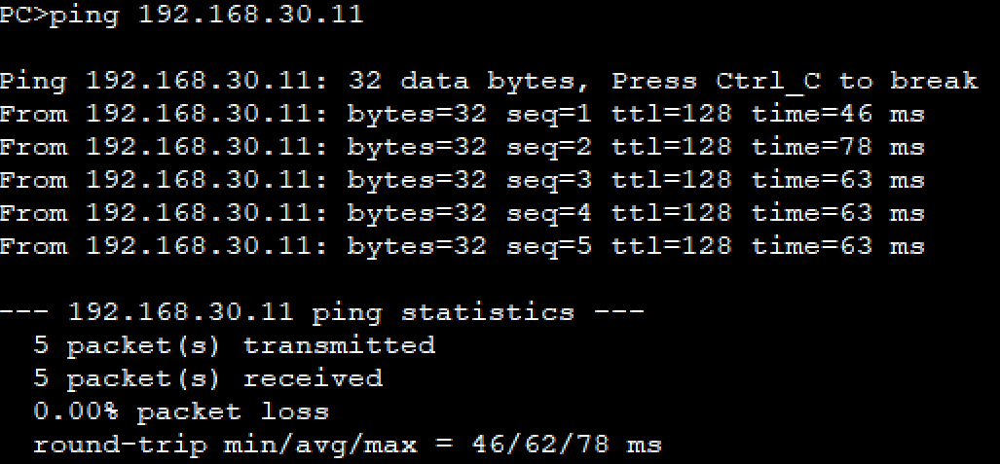 PC>ping 192.168.30.11
Ping 192.168.30.11: 32 data bytes, Press Ctrl_C to break
From 192.168.30.11: bytes=32 seq=1 ttl=128 time=46 ms
From 192.168.30.11: bytes=32 seq=2 ttl=128 time=78 ms
From 192.168.30.11: bytes=32 seq=3 ttl=128 time=63 ms
From 192.168.30.11: bytes=32 seq=4 ttl=128 time=63 ms
From 192.168.30.11: bytes=32 seq=5 ttl=128 time=63 ms
--- 192.168.30.11 ping statistics ---
5 packet(s) transmitted
5 packet(s) received
0.00% packet loss
round-trip min/avg/max = 46/62/78 ms